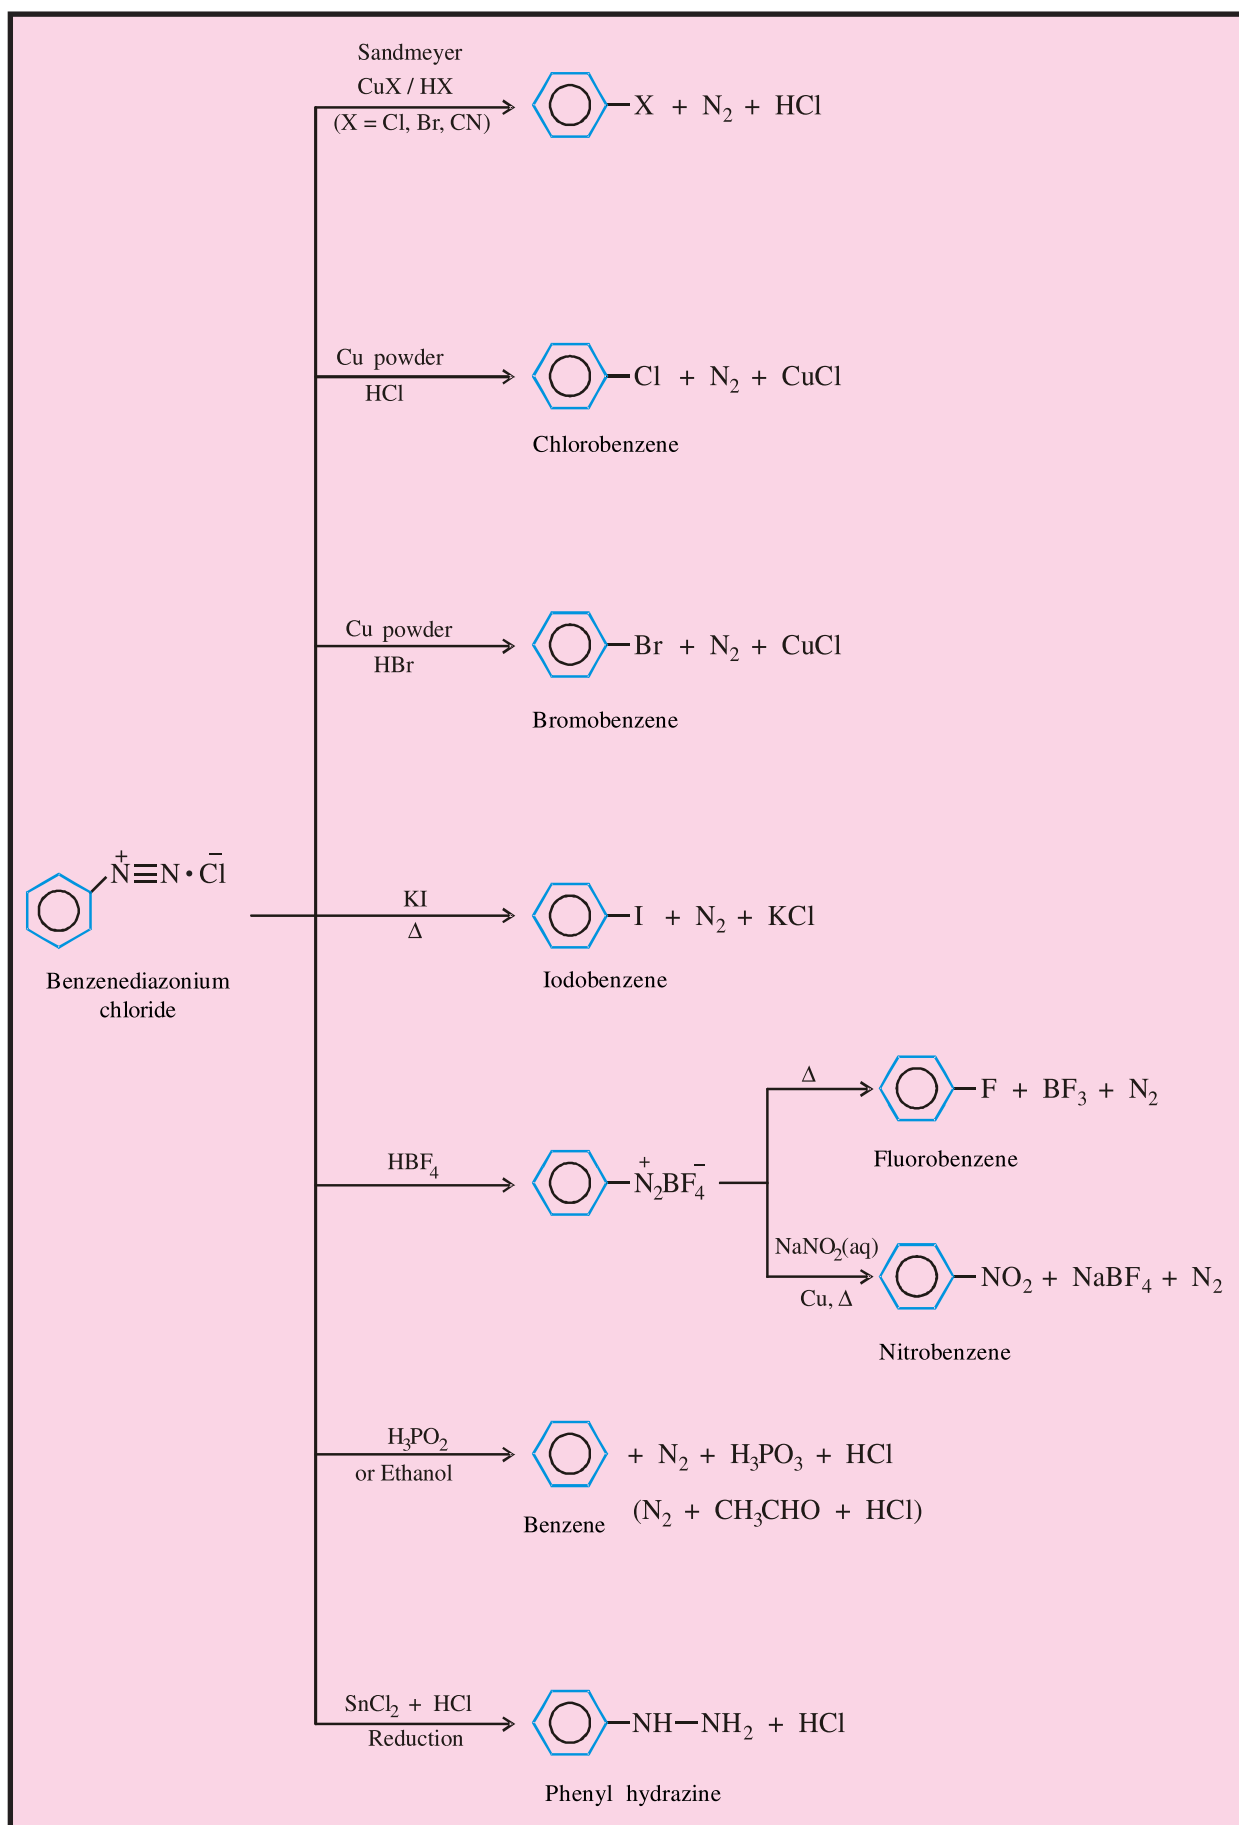 Sandmeyer
CuX / HX
(X = Cl, Br, CN)
X + N₂ + HCl
Cu powder
HCl
Cl + N₂ + CuCl
Chlorobenzene
Cu powder
HBr
Br + N₂ + CuCl
Bromobenzene
N⁺≡N·Cl⁻
Benzenediazonium
chloride
KI
Δ
I + N₂ + KCl
Iodobenzene
HBF₄
N₂⁺BF₄⁻
Δ
F + BF₃ + N₂
Fluorobenzene
NaNO₂(aq)
Cu, Δ
NO₂ + NaBF₄ + N₂
Nitrobenzene
H₃PO₂
or Ethanol
+ N₂ + H₃PO₃ + HCl
(N₂ + CH₃CHO + HCl)
Benzene
SnCl₂ + HCl
Reduction
NH—NH₂ + HCl
Phenyl hydrazine